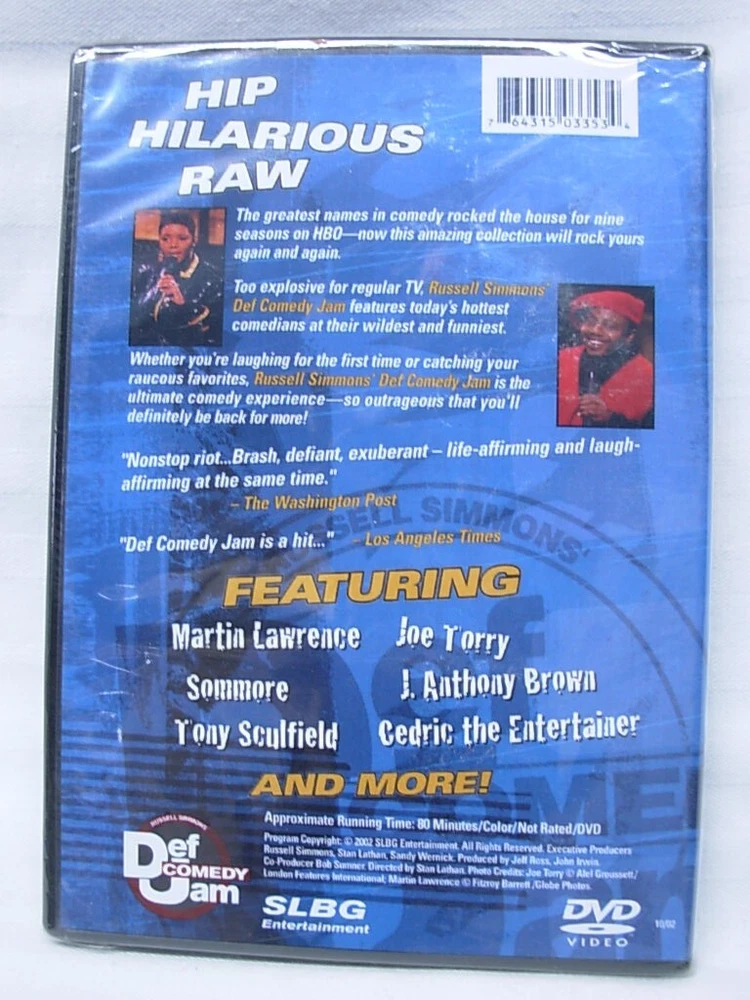 HIP
HILARIOUS
RAW
7 64315 03353 4
The greatest names in comedy rocked the house for nine
seasons on HBO—now this amazing collection will rock yours
again and again.
Too explosive for regular TV, Russell Simmons'
Def Comedy Jam features today's hottest
comedians at their wildest and funniest.
Whether you're laughing for the first time or catching your
raucous favorites, Russell Simmons' Def Comedy Jam is the
ultimate comedy experience—so outrageous that you'll
definitely be back for more!
"Nonstop riot...Brash, defiant, exuberant – life-affirming and laugh-
affirming at the same time."
– The Washington Post
"Def Comedy Jam is a hit..." – Los Angeles Times
RUSSELL SIMMONS'
FEATURING
Martin Lawrence Joe Torry
Sommore J. Anthony Brown
Tony Sculfield Cedric the Entertainer
AND MORE!
Approximate Running Time: 80 Minutes/Color/Not Rated/DVD
Program Copyright: © 2002 SLBG Entertainment. All Rights Reserved. Executive Producers
Russell Simmons, Stan Lathan, Sandy Wernick. Produced by Jeff Ross, John Irwin.
Co-Producer Bob Sumner. Directed by Stan Lathan. Photo Credits: Joe Torry © Alel Groussett/
London Features International; Martin Lawrence © Fitzroy Barrett /Globe Photos.
RUSSELL SIMMONS
Def
COMEDY
Jam
SLBG
Entertainment
DVD
VIDEO
10/02